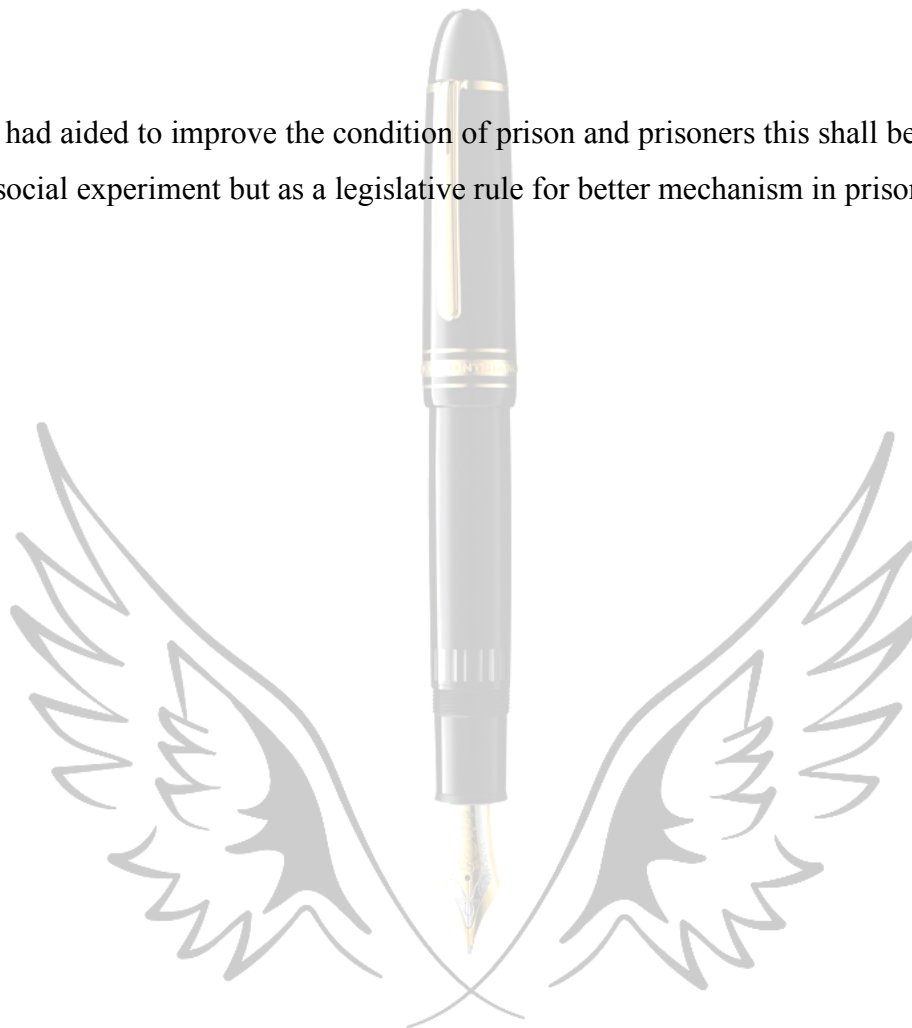 had aided to improve the condition of prison and prisoners this shall be
social experiment but as a legislative rule for better mechanism in